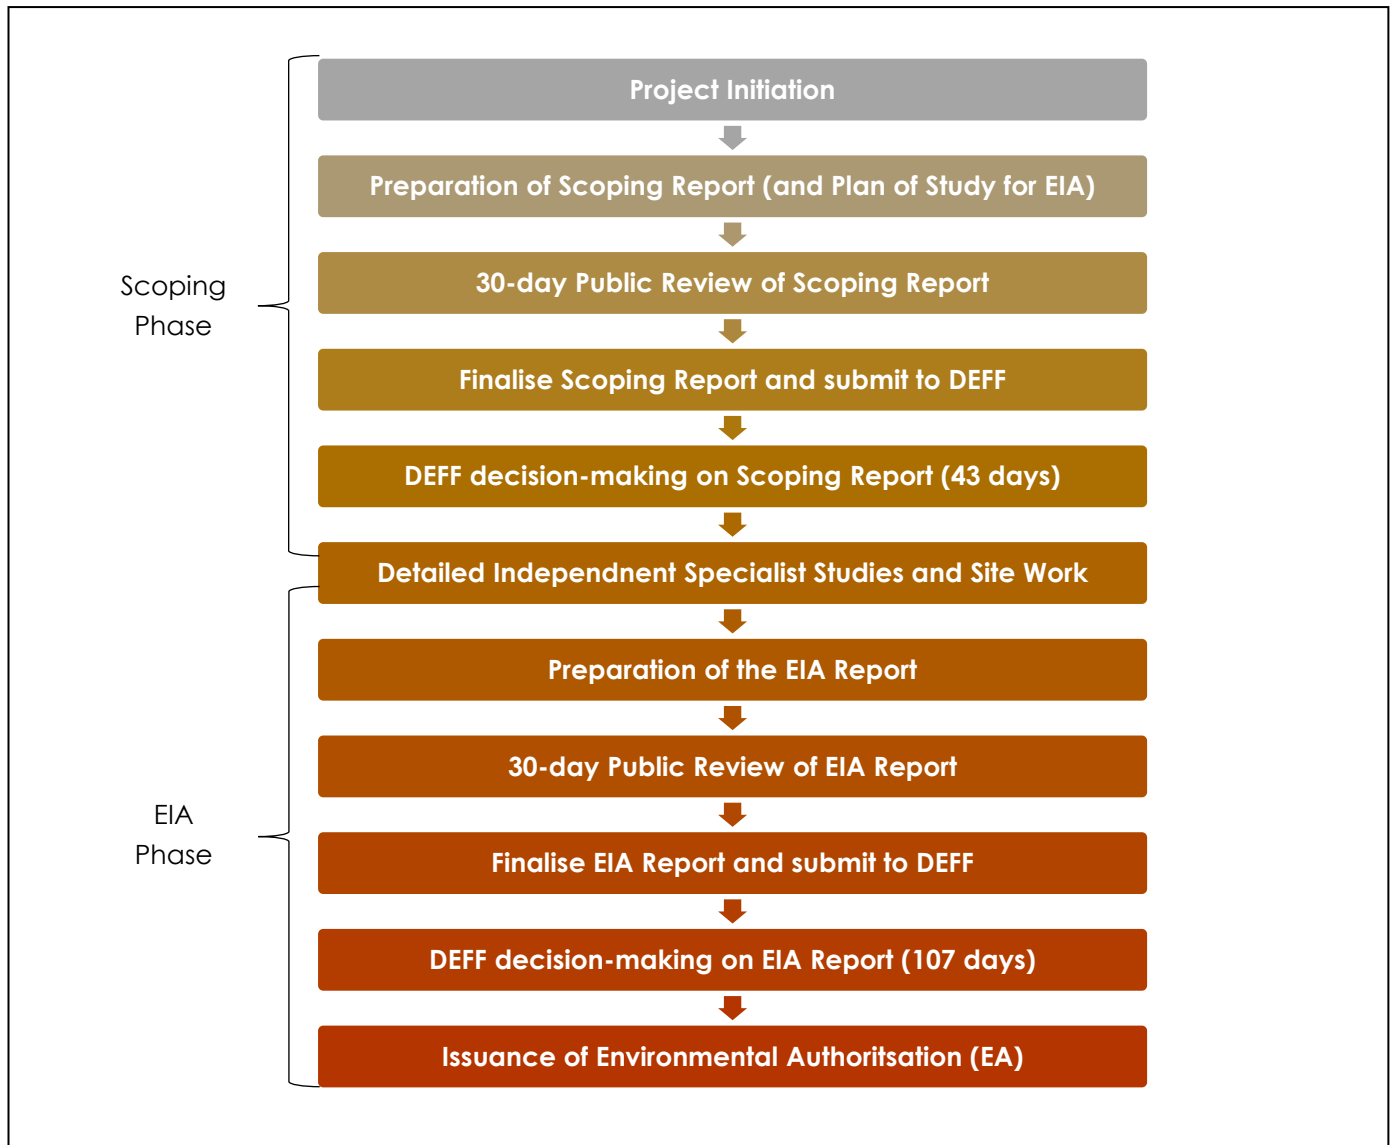 Project Initiation
Preparation of Scoping Report (and Plan of Study for EIA)
30-day Public Review of Scoping Report
Scoping
Phase
Finalise Scoping Report and submit to DEFF
DEFF decision-making on Scoping Report (43 days)
Detailed Independnent Specialist Studies and Site Work
Preparation of the EIA Report
30-day Public Review of EIA Report
EIA
Phase
Finalise EIA Report and submit to DEFF
DEFF decision-making on EIA Report (107 days)
Issuance of Environmental Authoritsation (EA)